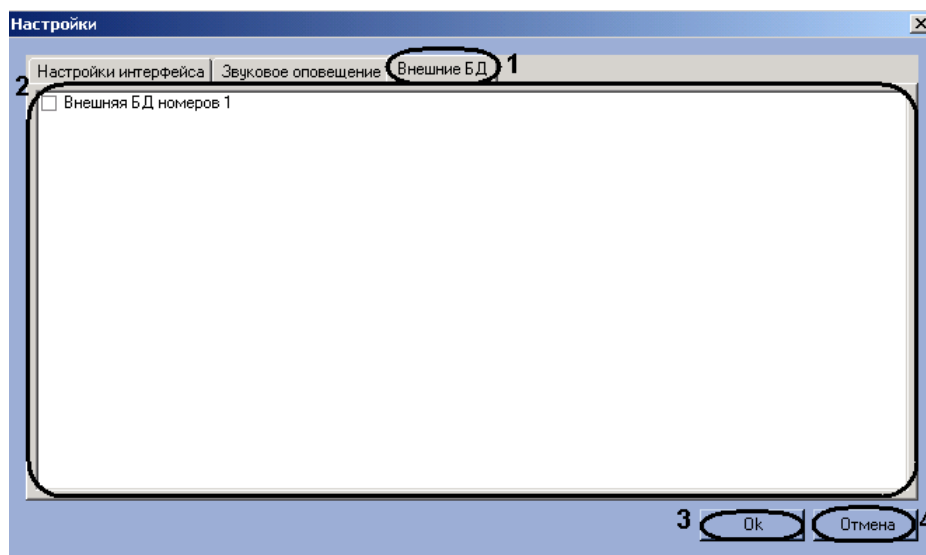 Настройки
Настройки интерфейса Звуковое оповещение Внешние БД 1
2
Внешняя БД номеров 1
3 Ok Отмена 4